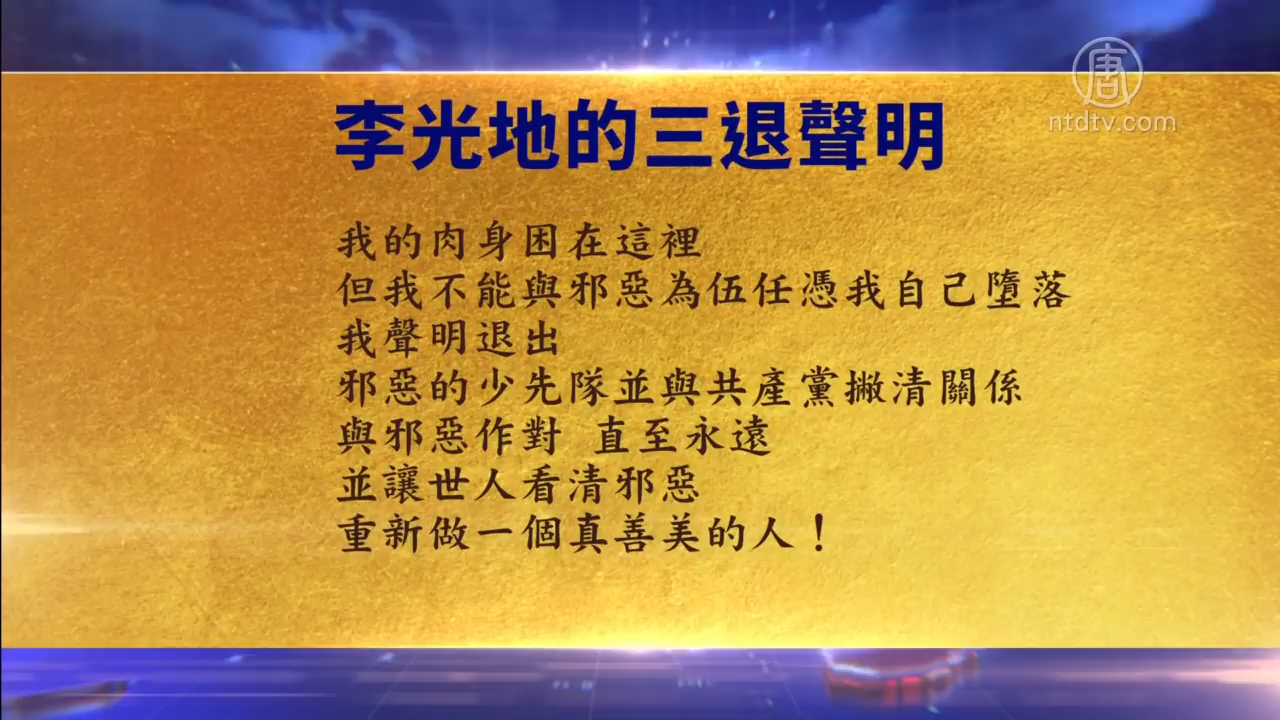 唐
ntdtv.com
李光地的三退聲明
我的肉身困在這裡
但我不能與邪惡為伍任憑我自己墮落
我聲明退出
邪惡的少先隊並與共產黨撇清關係
與邪惡作對 直至永遠
並讓世人看清邪惡
重新做一個真善美的人！